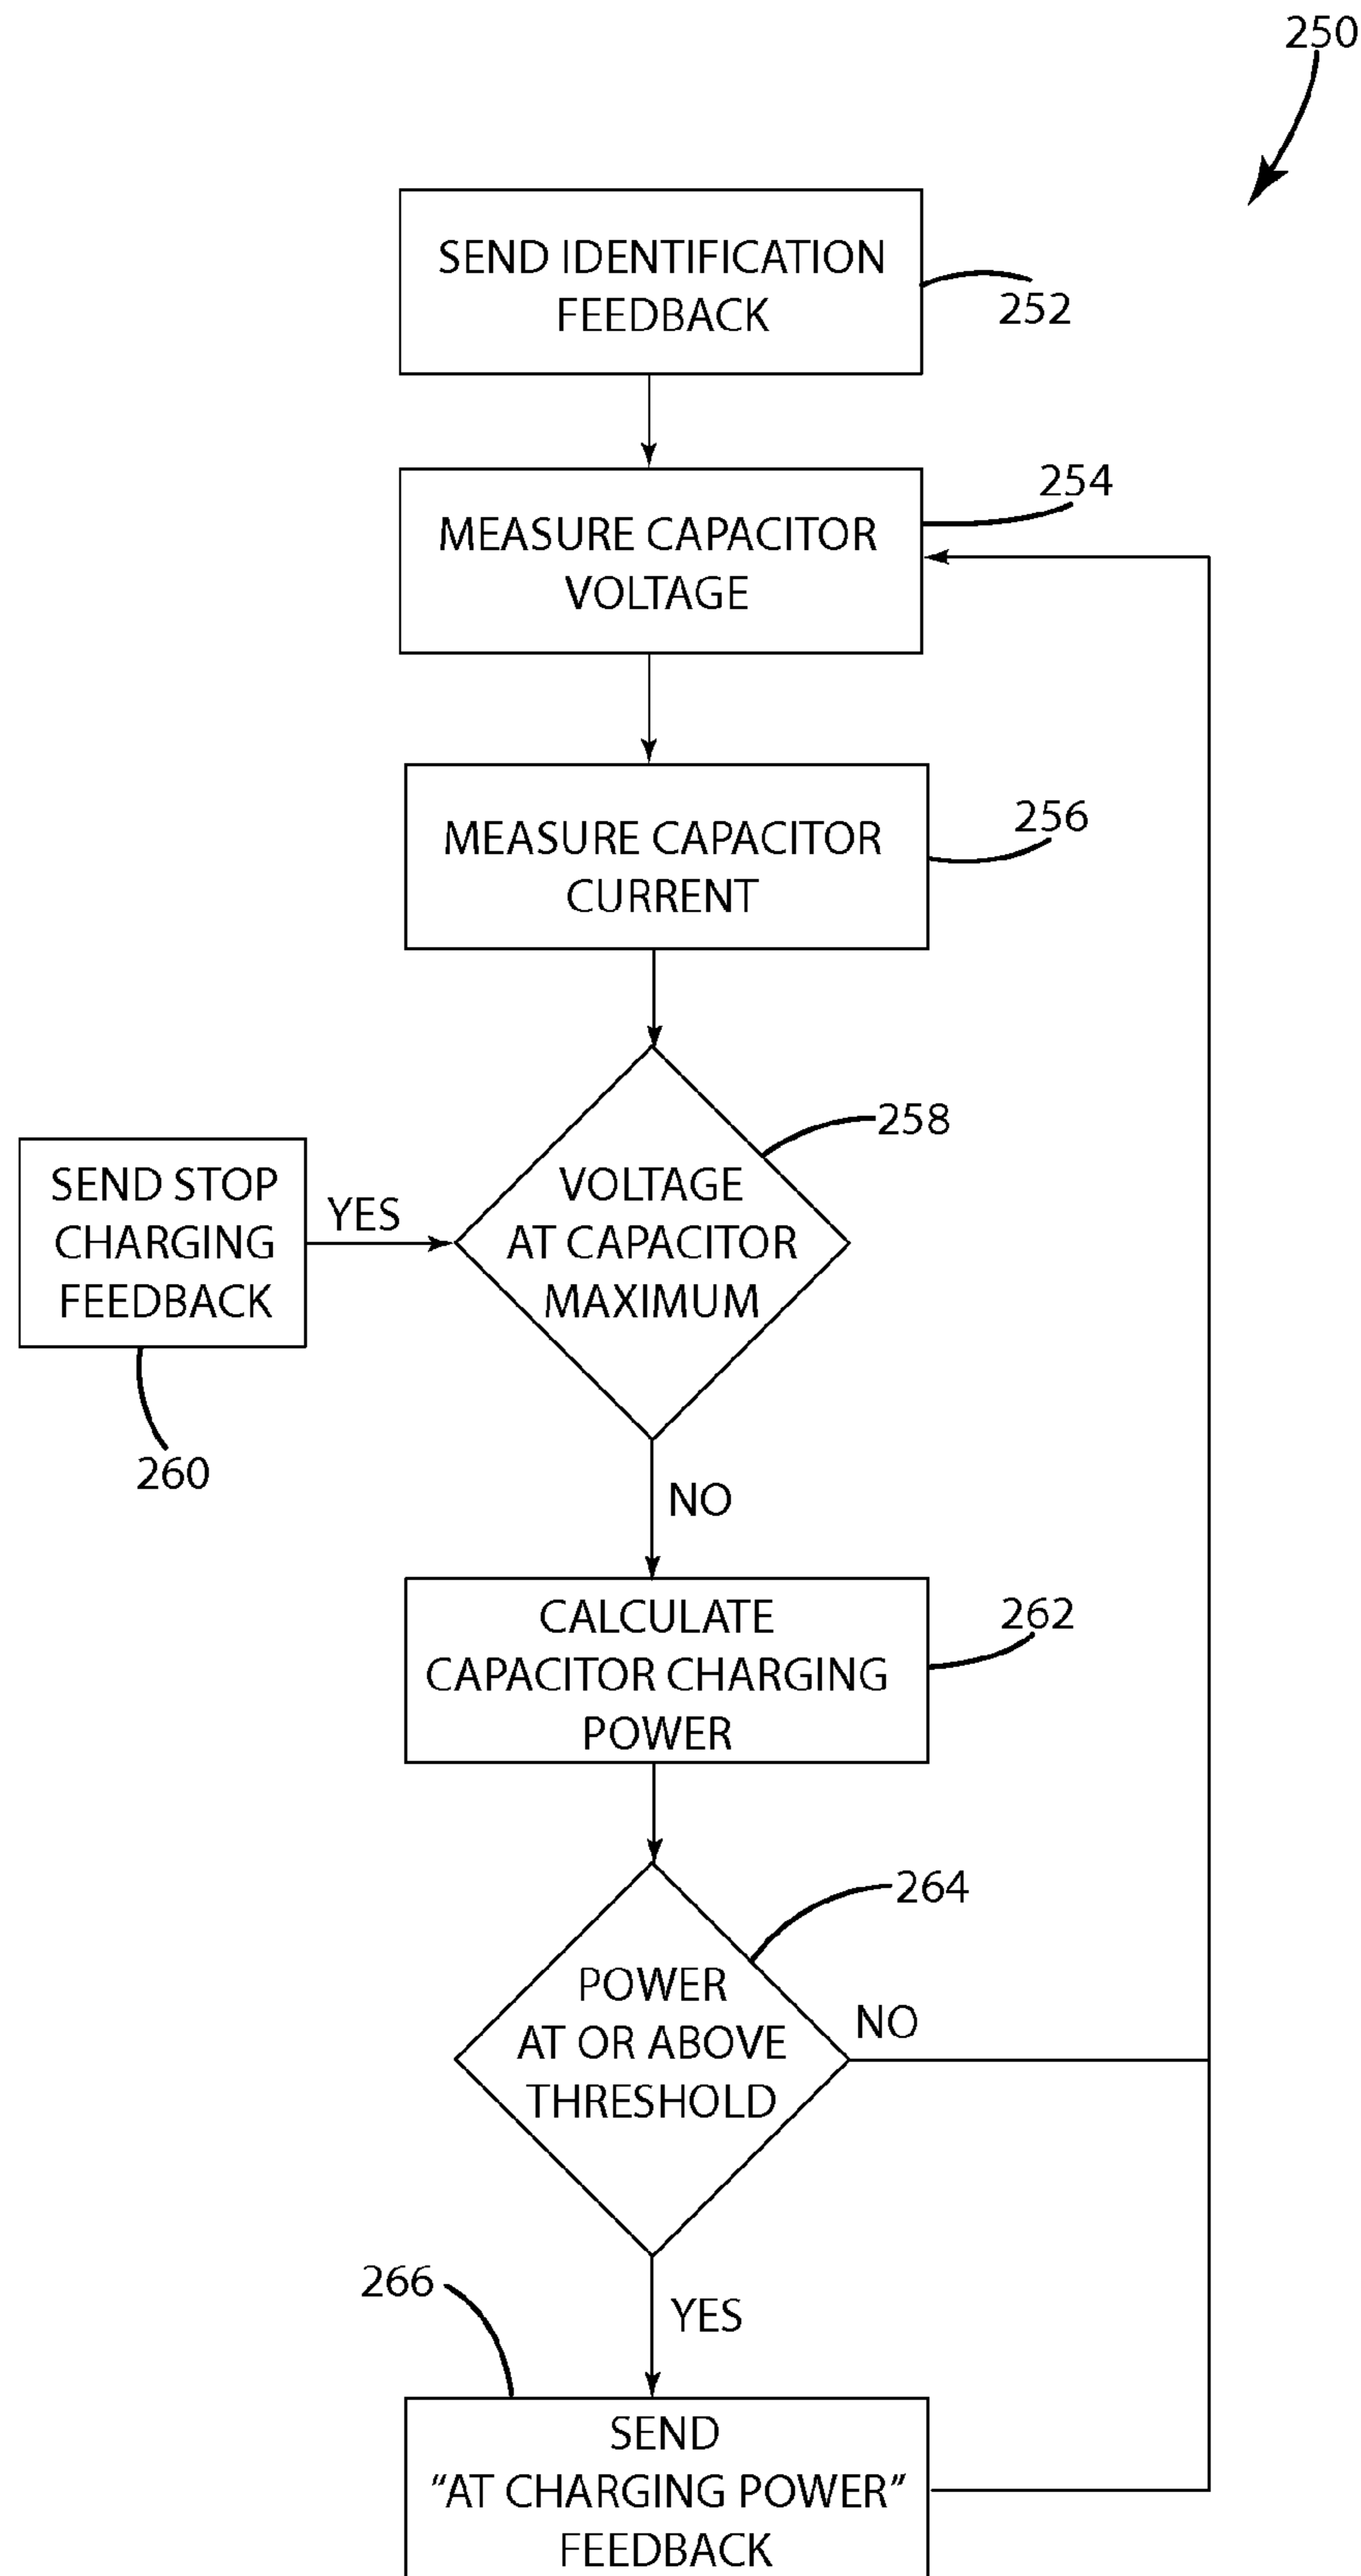 250
SEND IDENTIFICATION
FEEDBACK
252
254
MEASURE CAPACITOR
VOLTAGE
256
MEASURE CAPACITOR
CURRENT
258
VOLTAGE
AT CAPACITOR
MAXIMUM
SEND STOP
CHARGING
FEEDBACK
YES
260
NO
CALCULATE
CAPACITOR CHARGING
POWER
262
264
POWER
AT OR ABOVE
THRESHOLD
NO
266
YES
SEND
"AT CHARGING POWER"
FEEDBACK